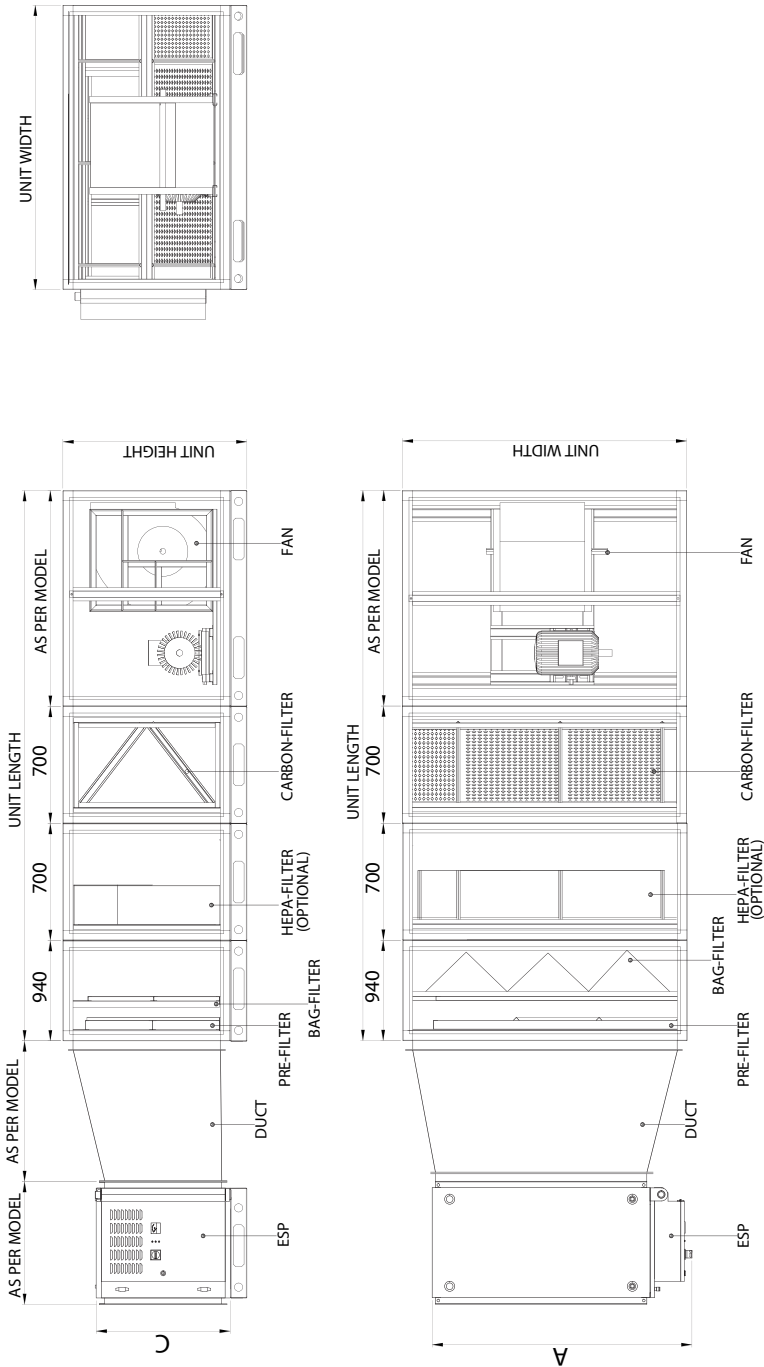 UNIT WIDTH
UNIT LENGTH
AS PER MODEL
AS PER MODEL
940
700
700
AS PER MODEL
UNIT HEIGHT
C
ESP
DUCT
PRE-FILTER
BAG-FILTER
HEPA-FILTER
(OPTIONAL)
CARBON-FILTER
FAN
UNIT LENGTH
940
700
700
AS PER MODEL
UNIT WIDTH
A
ESP
DUCT
PRE-FILTER
BAG-FILTER
HEPA-FILTER
(OPTIONAL)
CARBON-FILTER
FAN